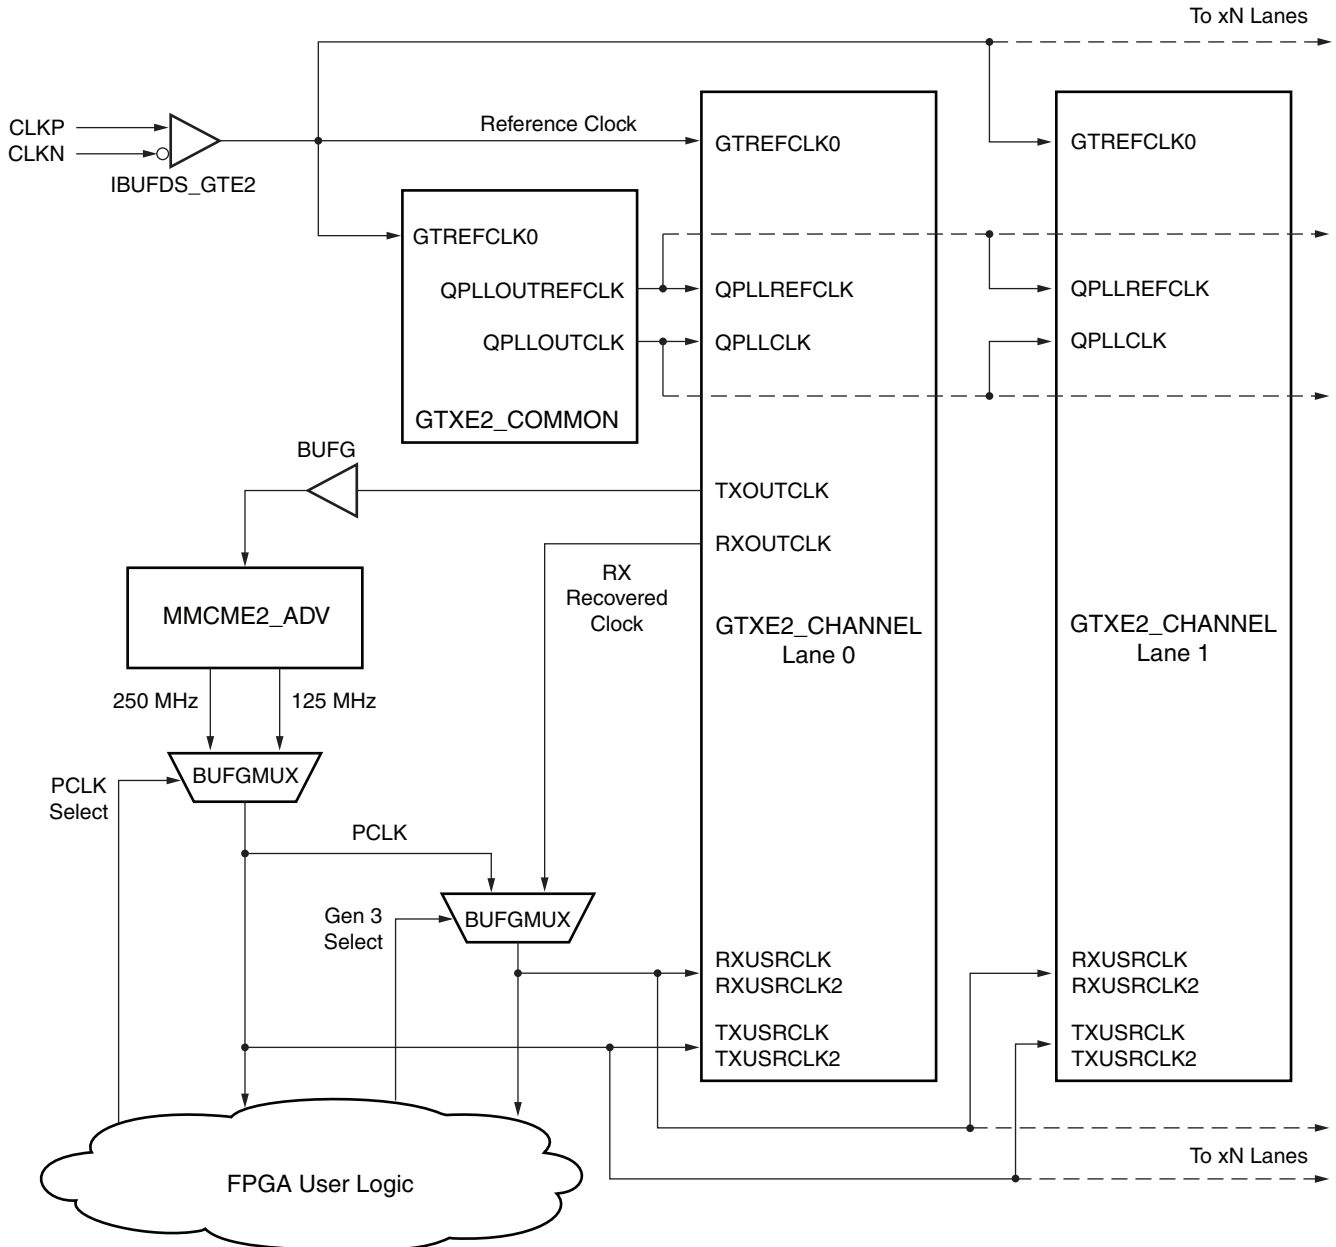 To xN Lanes
CLKP
CLKN
IBUFDS_GTE2
Reference Clock
GTREFCLK0
GTREFCLK0
GTREFCLK0
QPLLOUTREFCLK
QPLLREFCLK
QPLLREFCLK
QPLLOUTCLK
QPLLCLK
QPLLCLK
GTXE2_COMMON
BUFG
TXOUTCLK
RXOUTCLK
RX
Recovered
Clock
MMCME2_ADV
GTXE2_CHANNEL
Lane 0
GTXE2_CHANNEL
Lane 1
250 MHz
125 MHz
BUFGMUX
PCLK
Select
PCLK
BUFGMUX
Gen 3
Select
RXUSRCLK
RXUSRCLK2
RXUSRCLK
RXUSRCLK2
TXUSRCLK
TXUSRCLK2
TXUSRCLK
TXUSRCLK2
To xN Lanes
FPGA User Logic